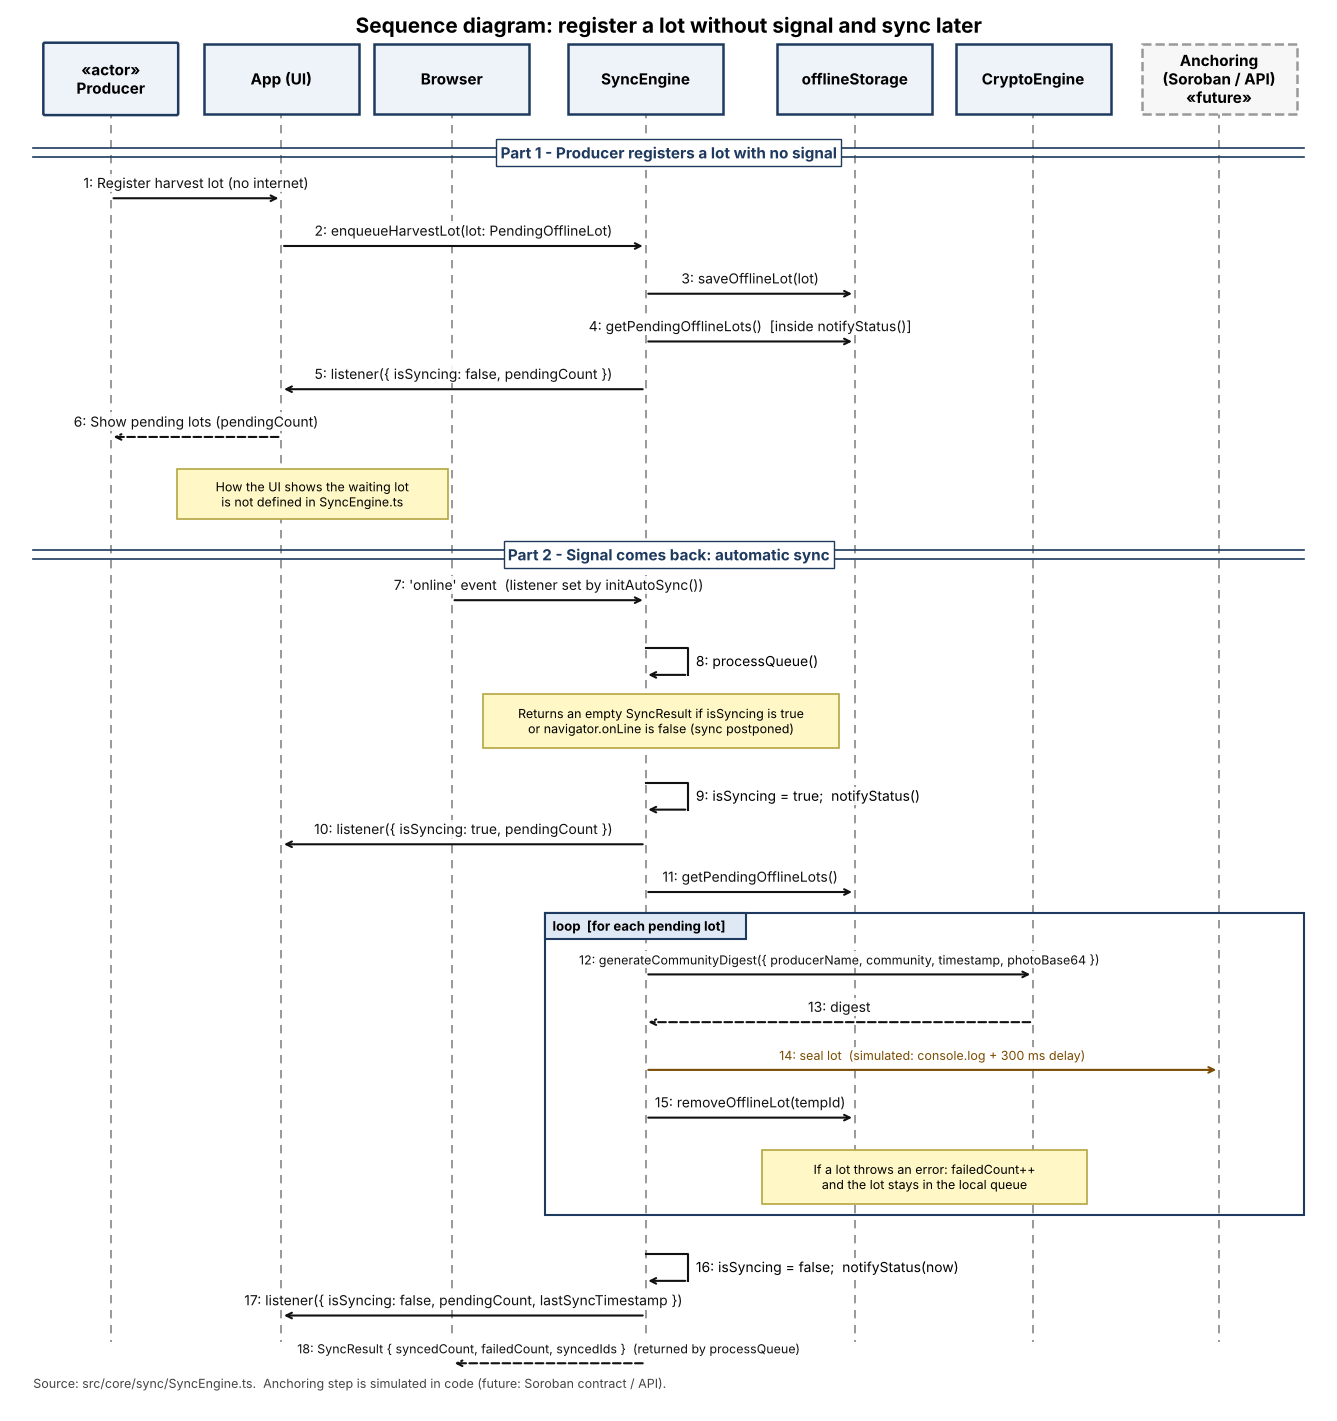 Sequence diagram: register a lot without signal and sync later
«actor»
Producer
App (UI)
Browser
SyncEngine
offlineStorage
CryptoEngine
Anchoring
(Soroban / API)
«future»
Part 1 - Producer registers a lot with no signal
1: Register harvest lot (no internet)
2: enqueueHarvestLot(lot: PendingOfflineLot)
3: saveOfflineLot(lot)
4: getPendingOfflineLots()  [inside notifyStatus()]
5: listener({ isSyncing: false, pendingCount })
6: Show pending lots (pendingCount)
How the UI shows the waiting lot
is not defined in SyncEngine.ts
Part 2 - Signal comes back: automatic sync
7: 'online' event  (listener set by initAutoSync())
8: processQueue()
Returns an empty SyncResult if isSyncing is true
or navigator.onLine is false (sync postponed)
9: isSyncing = true;  notifyStatus()
10: listener({ isSyncing: true, pendingCount })
11: getPendingOfflineLots()
loop  [for each pending lot]
12: generateCommunityDigest({ producerName, community, timestamp, photoBase64 })
13: digest
14: seal lot  (simulated: console.log + 300 ms delay)
15: removeOfflineLot(tempId)
If a lot throws an error: failedCount++
and the lot stays in the local queue
16: isSyncing = false;  notifyStatus(now)
17: listener({ isSyncing: false, pendingCount, lastSyncTimestamp })
18: SyncResult { syncedCount, failedCount, syncedIds }  (returned by processQueue)
Source: src/core/sync/SyncEngine.ts.  Anchoring step is simulated in code (future: Soroban contract / API).